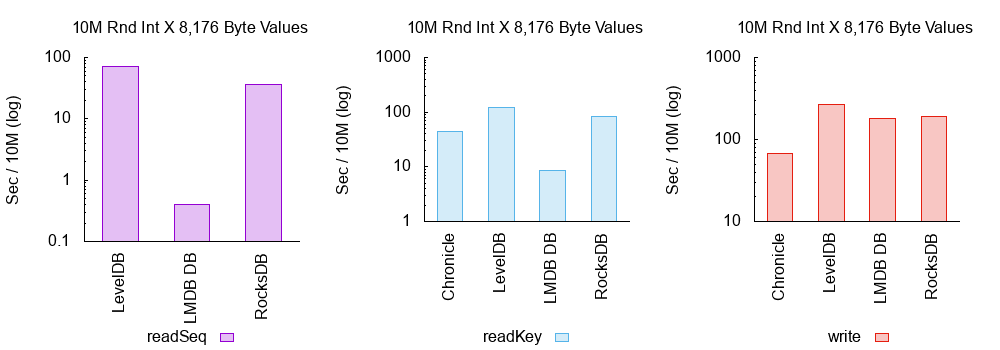 10M Rnd Int X 8,176 Byte Values
Sec / 10M (log)
100
10
1
0.1
LevelDB
LMDB DB
RocksDB
readSeq
10M Rnd Int X 8,176 Byte Values
Sec / 10M (log)
1000
100
10
1
Chronicle
LevelDB
LMDB DB
RocksDB
readKey
10M Rnd Int X 8,176 Byte Values
Sec / 10M (log)
1000
100
10
Chronicle
LevelDB
LMDB DB
RocksDB
write